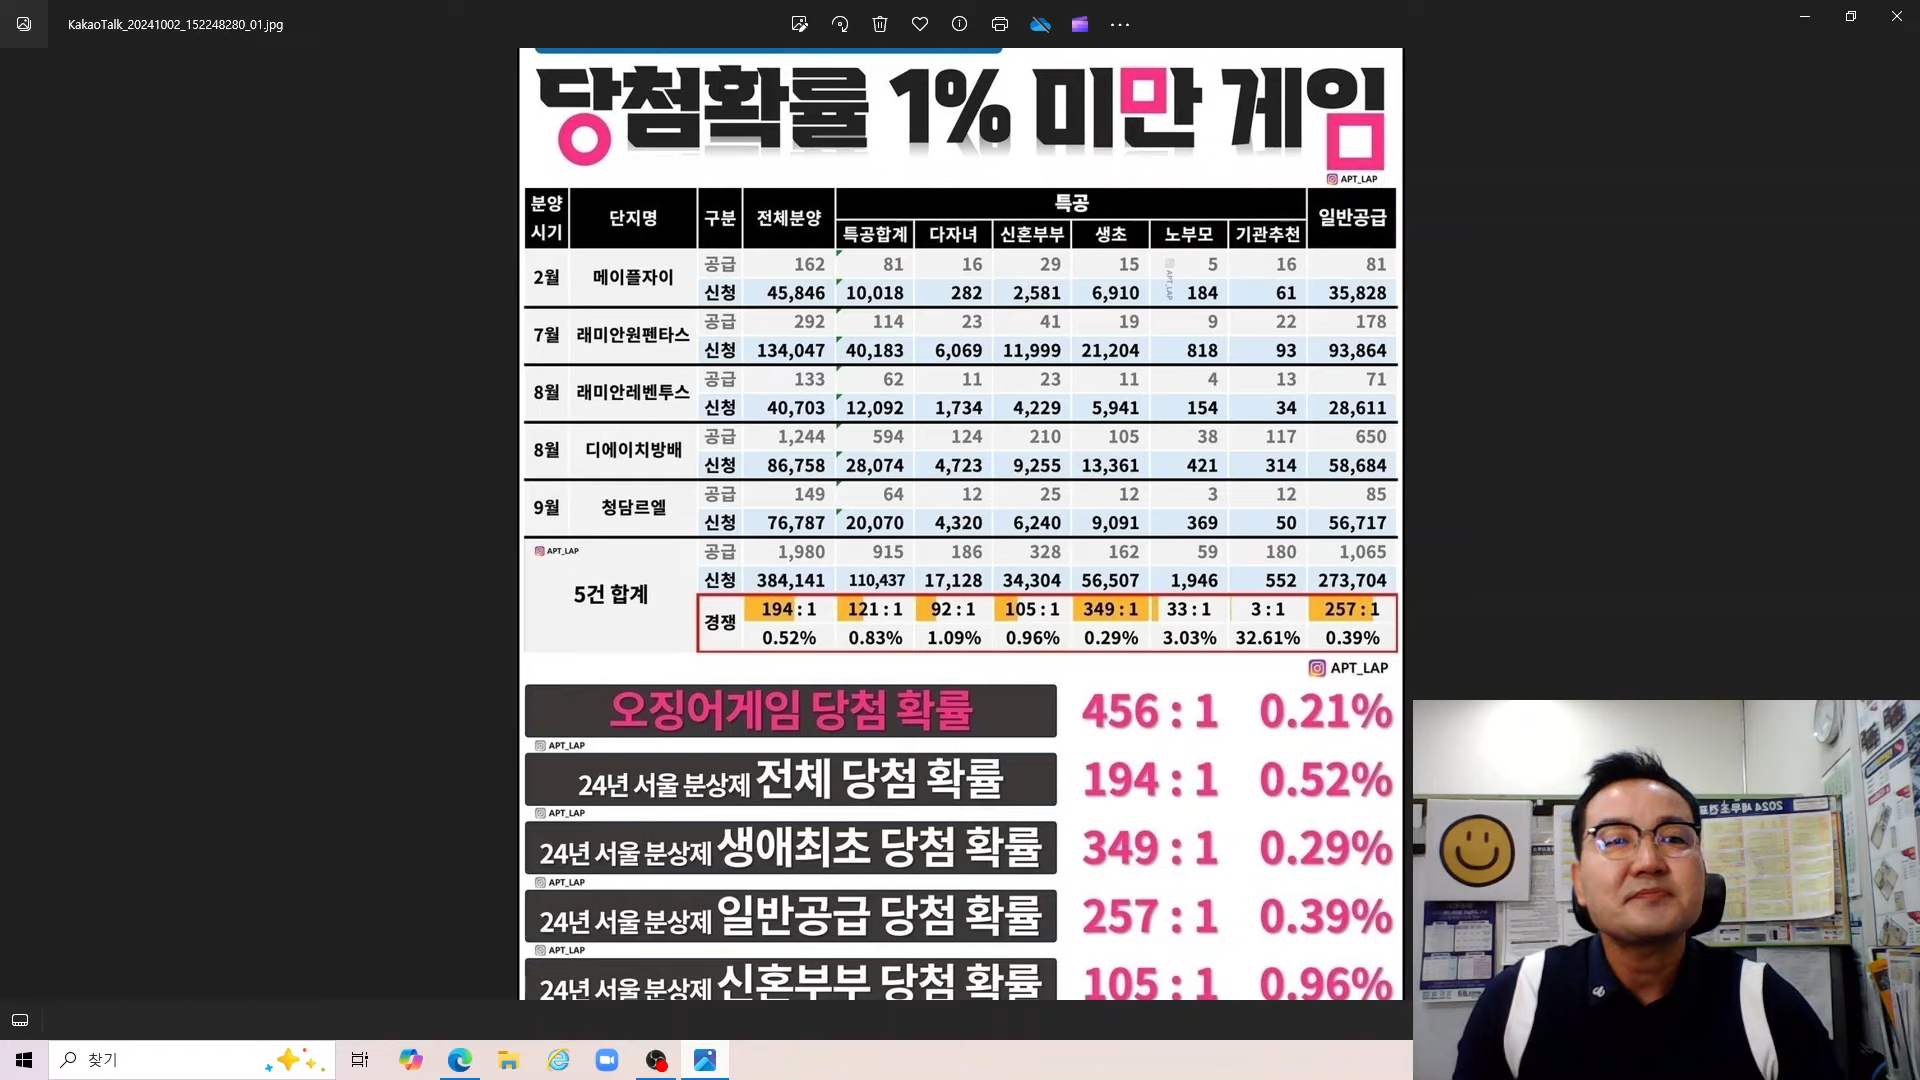 KakaoTalk_20241002_152248280_01.jpg
당첨확률 1% 미만 게임
APT_LAP
분양시기 단지명 구분 전체분양 특공 일반공급
특공합계 다자녀 신혼부부 생초 노부모 기관추천
2월 메이플자이 공급 162 81 16 29 15 5 16 81
신청 45,846 10,018 282 2,581 6,910 184 61 35,828
APT_LAP
7월 래미안원펜타스 공급 292 114 23 41 19 9 22 178
신청 134,047 40,183 6,069 11,999 21,204 818 93 93,864
8월 래미안레벤투스 공급 133 62 11 23 11 4 13 71
신청 40,703 12,092 1,734 4,229 5,941 154 34 28,611
8월 디에이치방배 공급 1,244 594 124 210 105 38 117 650
신청 86,758 28,074 4,723 9,255 13,361 421 314 58,684
9월 청담르엘 공급 149 64 12 25 12 3 12 85
신청 76,787 20,070 4,320 6,240 9,091 369 50 56,717
APT_LAP
5건 합계 공급 1,980 915 186 328 162 59 180 1,065
신청 384,141 110,437 17,128 34,304 56,507 1,946 552 273,704
경쟁 194 : 1 121 : 1 92 : 1 105 : 1 349 : 1 33 : 1 3 : 1 257 : 1
0.52% 0.83% 1.09% 0.96% 0.29% 3.03% 32.61% 0.39%
APT_LAP
오징어게임 당첨 확률 456 : 1 0.21%
APT_LAP
24년 서울 분상제 전체 당첨 확률 194 : 1 0.52%
APT_LAP
24년 서울 분상제 생애최초 당첨 확률 349 : 1 0.29%
APT_LAP
24년 서울 분상제 일반공급 당첨 확률 257 : 1 0.39%
APT_LAP
24년 서울 분상제 신혼부부 당첨 확률 105 : 1 0.96%
찾기